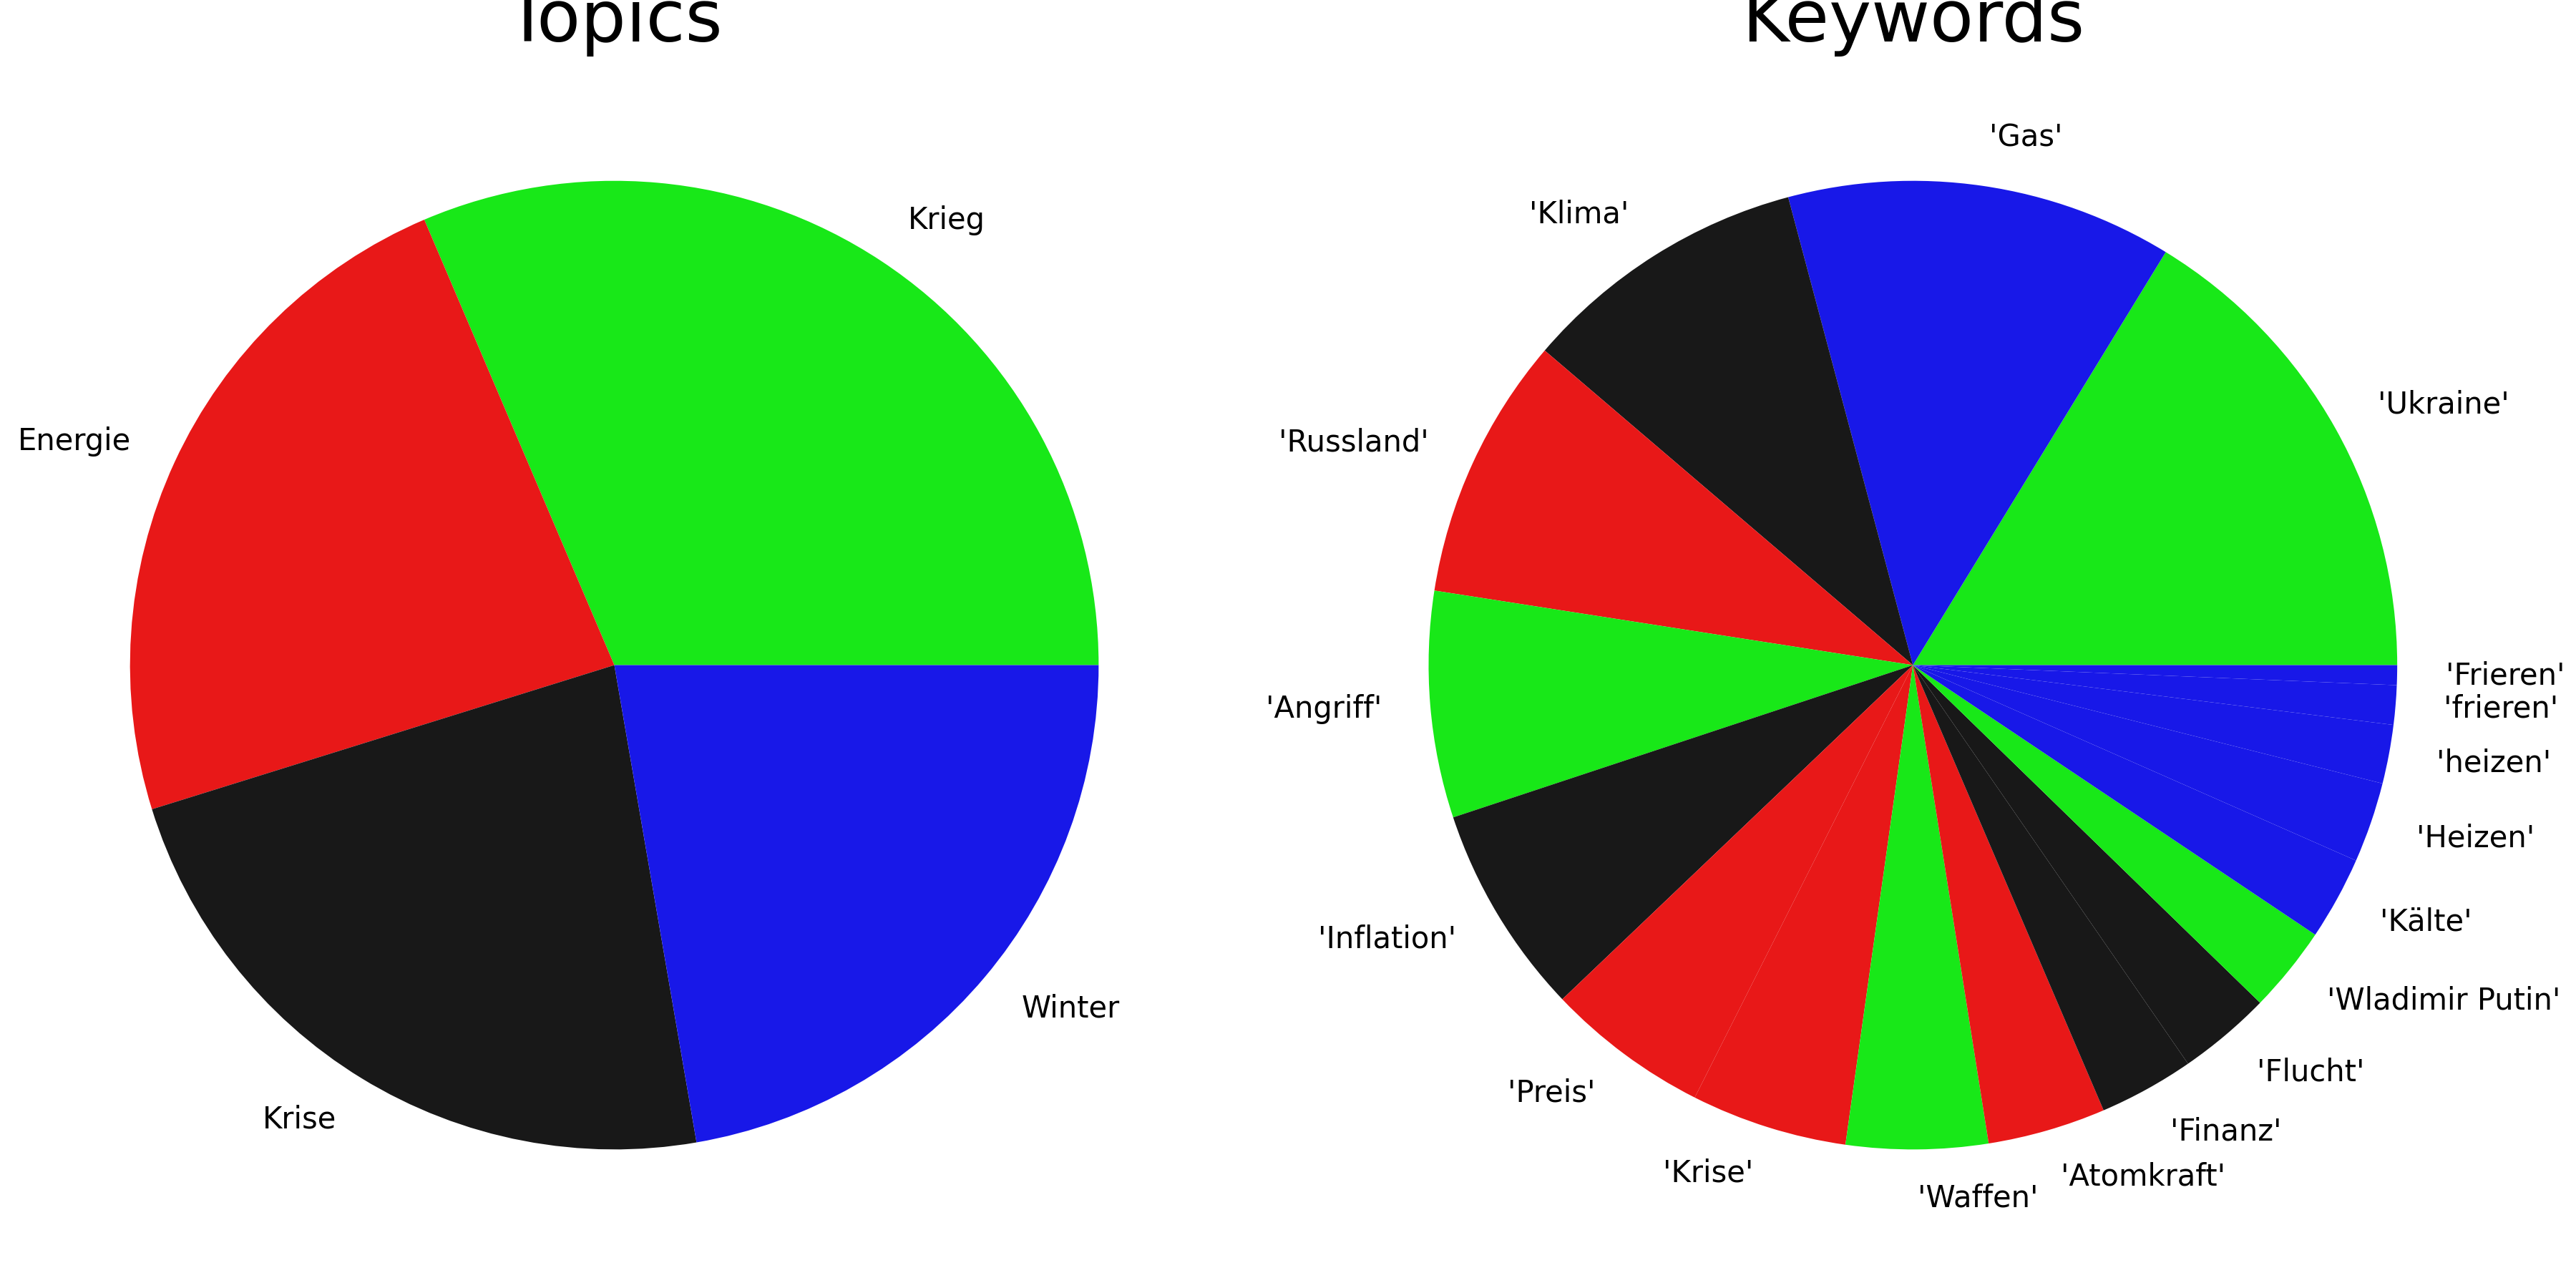 Topics
Krieg
Energie
Krise
Winter
Keywords
'Gas'
'Klima'
'Ukraine'
'Russland'
'Angriff'
'Inflation'
'Preis'
'Krise'
'Waffen'
'Atomkraft'
'Finanz'
'Flucht'
'Wladimir Putin'
'Kälte'
'Heizen'
'heizen'
'frieren'
'Frieren'